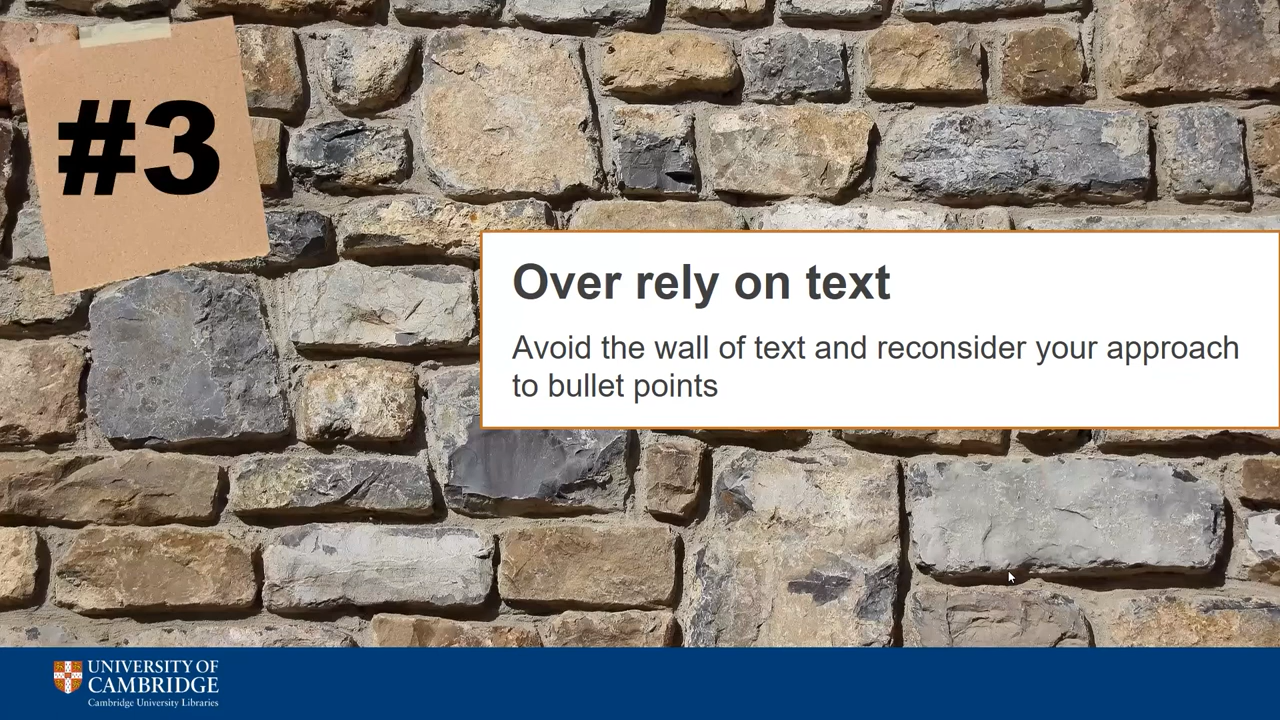 #3
Over rely on text
Avoid the wall of text and reconsider your approach
to bullet points
UNIVERSITY OF
CAMBRIDGE
Cambridge University Libraries